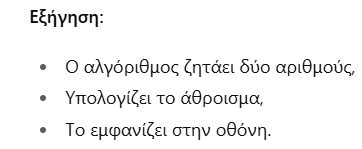 Εξήγηση:
• Ο αλγόριθμος ζητάει δύο αριθμούς,
• Υπολογίζει το άθροισμα,
• Το εμφανίζει στην οθόνη.